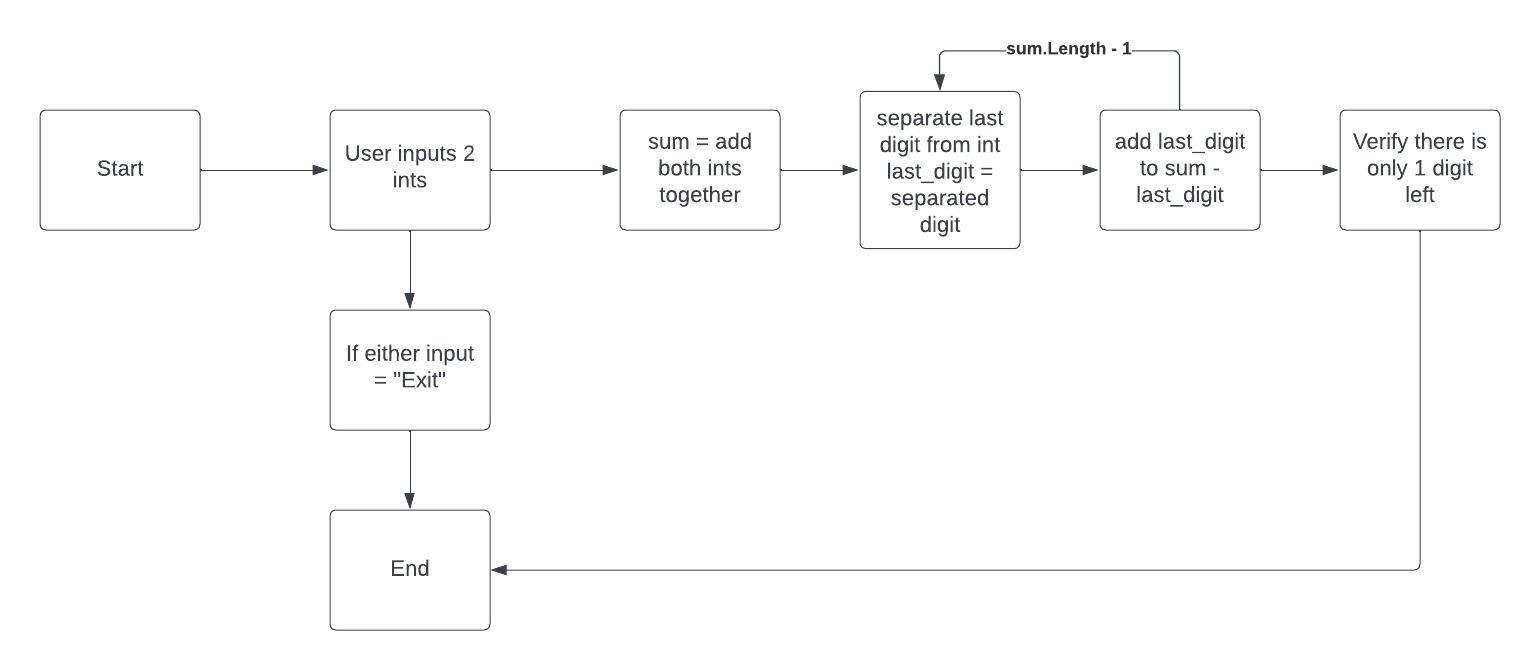 sum.Length - 1
Start
User inputs 2
ints
sum = add
both ints
together
separate last
digit from int
last_digit =
separated
digit
add last_digit
to sum -
last_digit
Verify there is
only 1 digit
left
If either input
= "Exit"
End